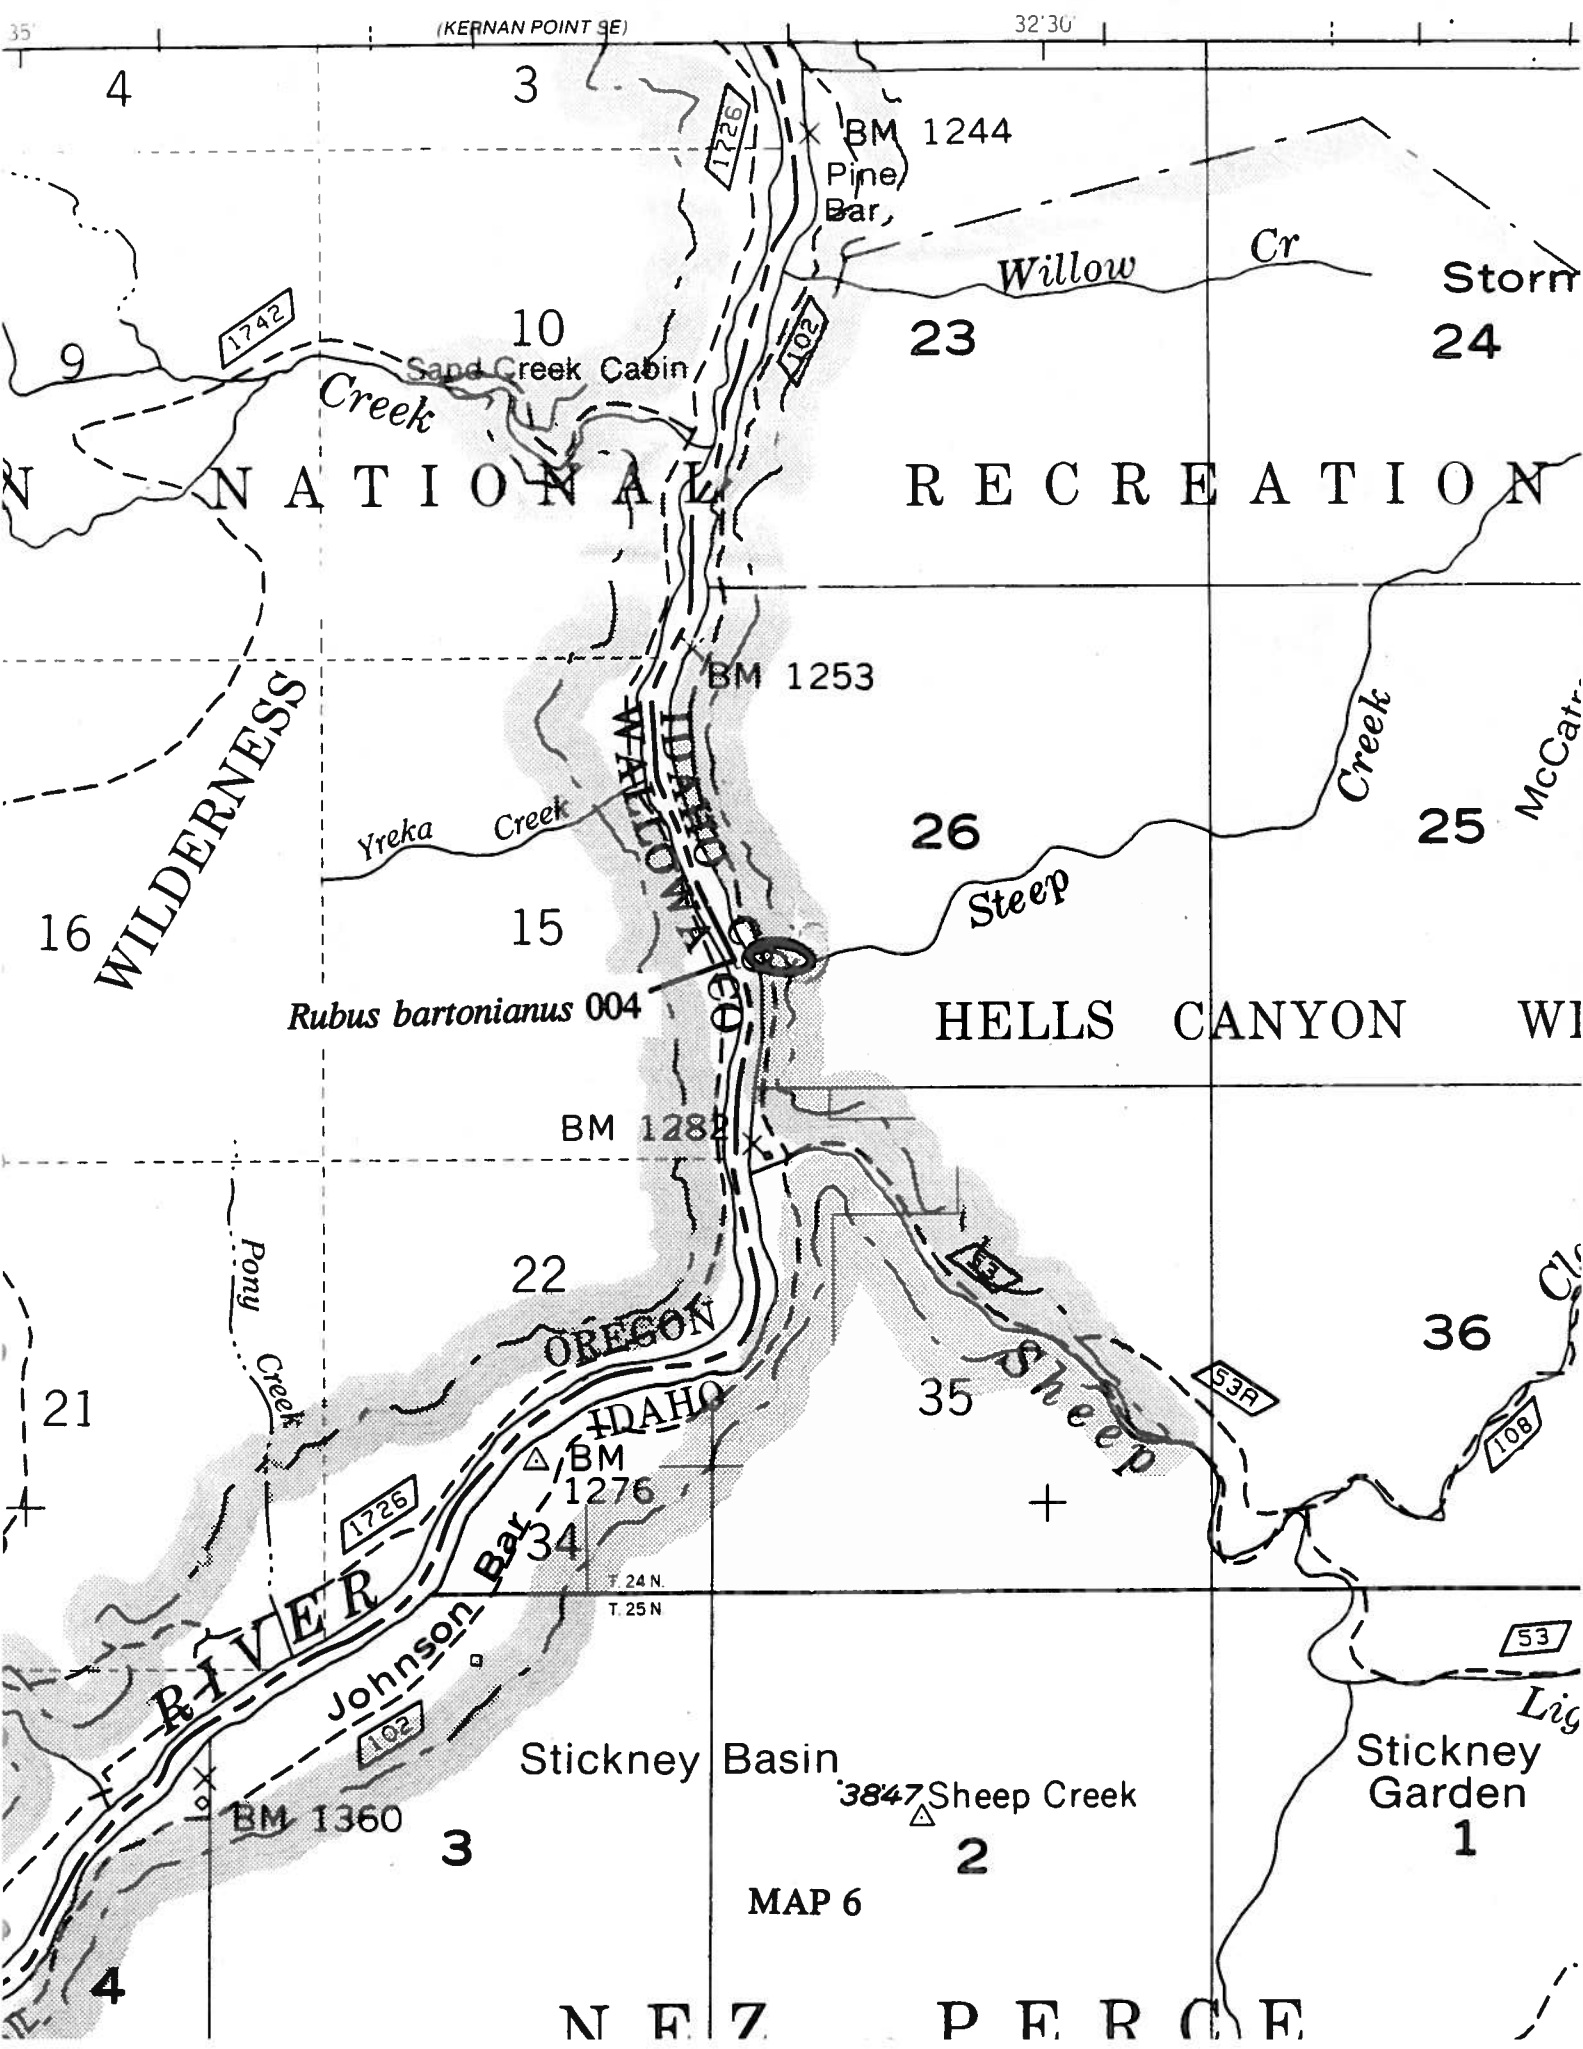 35'
(KERNAN POINT SE)
32'30"
4
3
1726
BM 1244
Pine
Bar
Willow Cr
Storm
1742
9
10
102
23
24
Sand Creek Cabin
Creek
N NATIONAL RECREATION
BM 1253
WILDERNESS
IDAHO CO
WALLOWA CO
Creek
Yreka Creek
26
25
Steep
16
15
Rubus bartonianus 004
HELLS CANYON WI
BM 1282
Pony Creek
22
53
OREGON
36
21
IDAHO
35
Sheep
53A
108
BM
1276
1726
34
T. 24 N.
T. 25 N
RIVER
Johnson Bar
53
102
Lig
Stickney Basin
Stickney
Garden
3847 Sheep Creek
BM 1360
3
2
1
MAP 6
4
NEZ PERCE